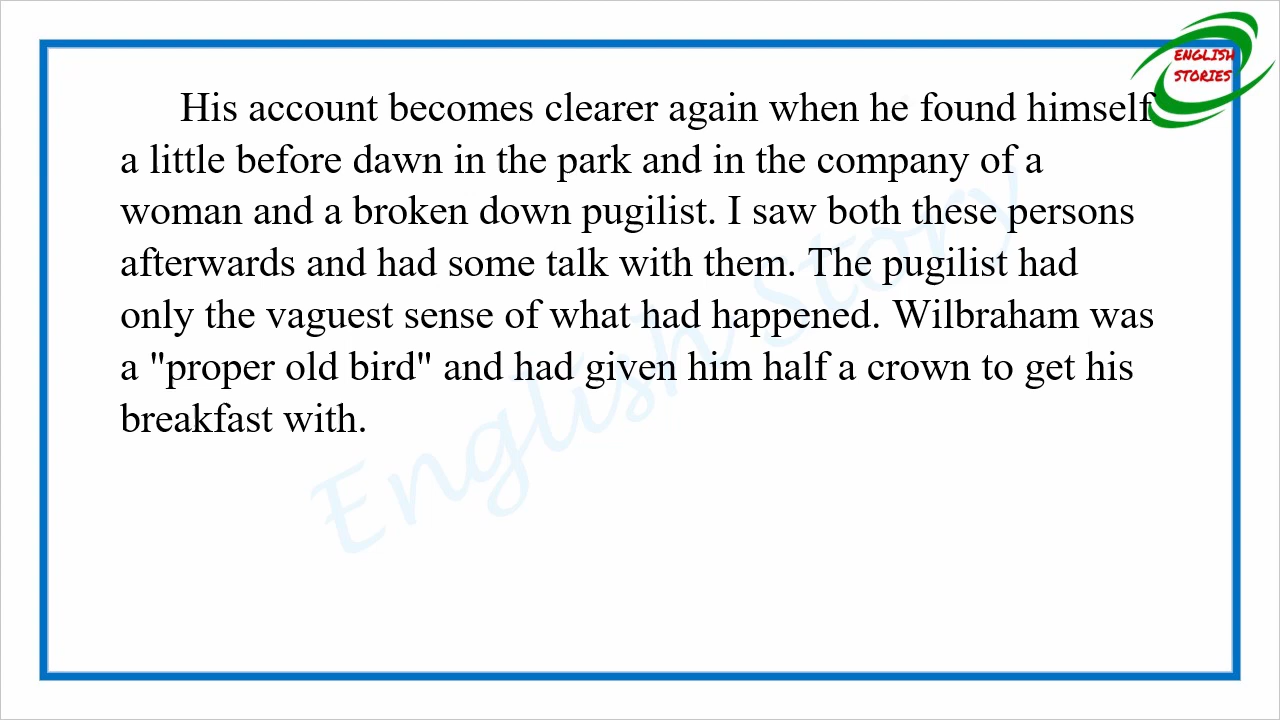 ENGLISH
STORIES
His account becomes clearer again when he found himself
a little before dawn in the park and in the company of a
woman and a broken down pugilist. I saw both these persons
afterwards and had some talk with them. The pugilist had
only the vaguest sense of what had happened. Wilbraham was
a "proper old bird" and had given him half a crown to get his
breakfast with.
English Story